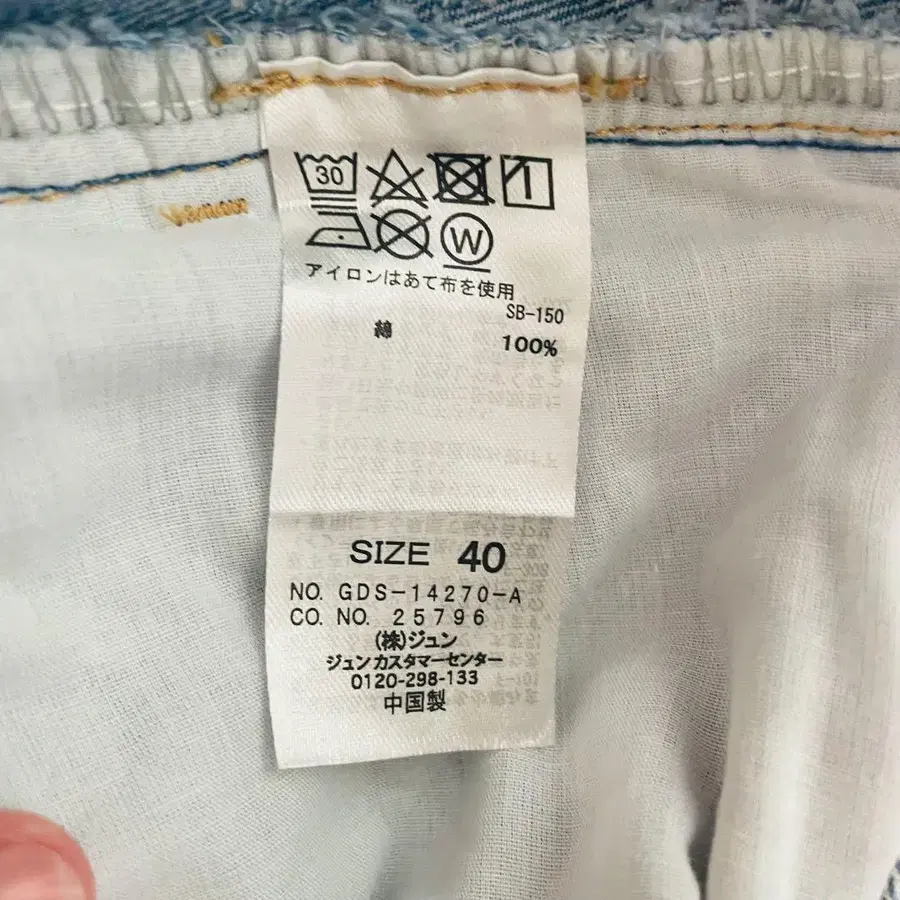 30
W
アイロンはあて布を使用
SB-150
綿 100%
SIZE 40
NO. GDS-14270-A
CO. NO. 25796
(株)ジュン
ジュンカスタマーセンター
0120-298-133
中国製